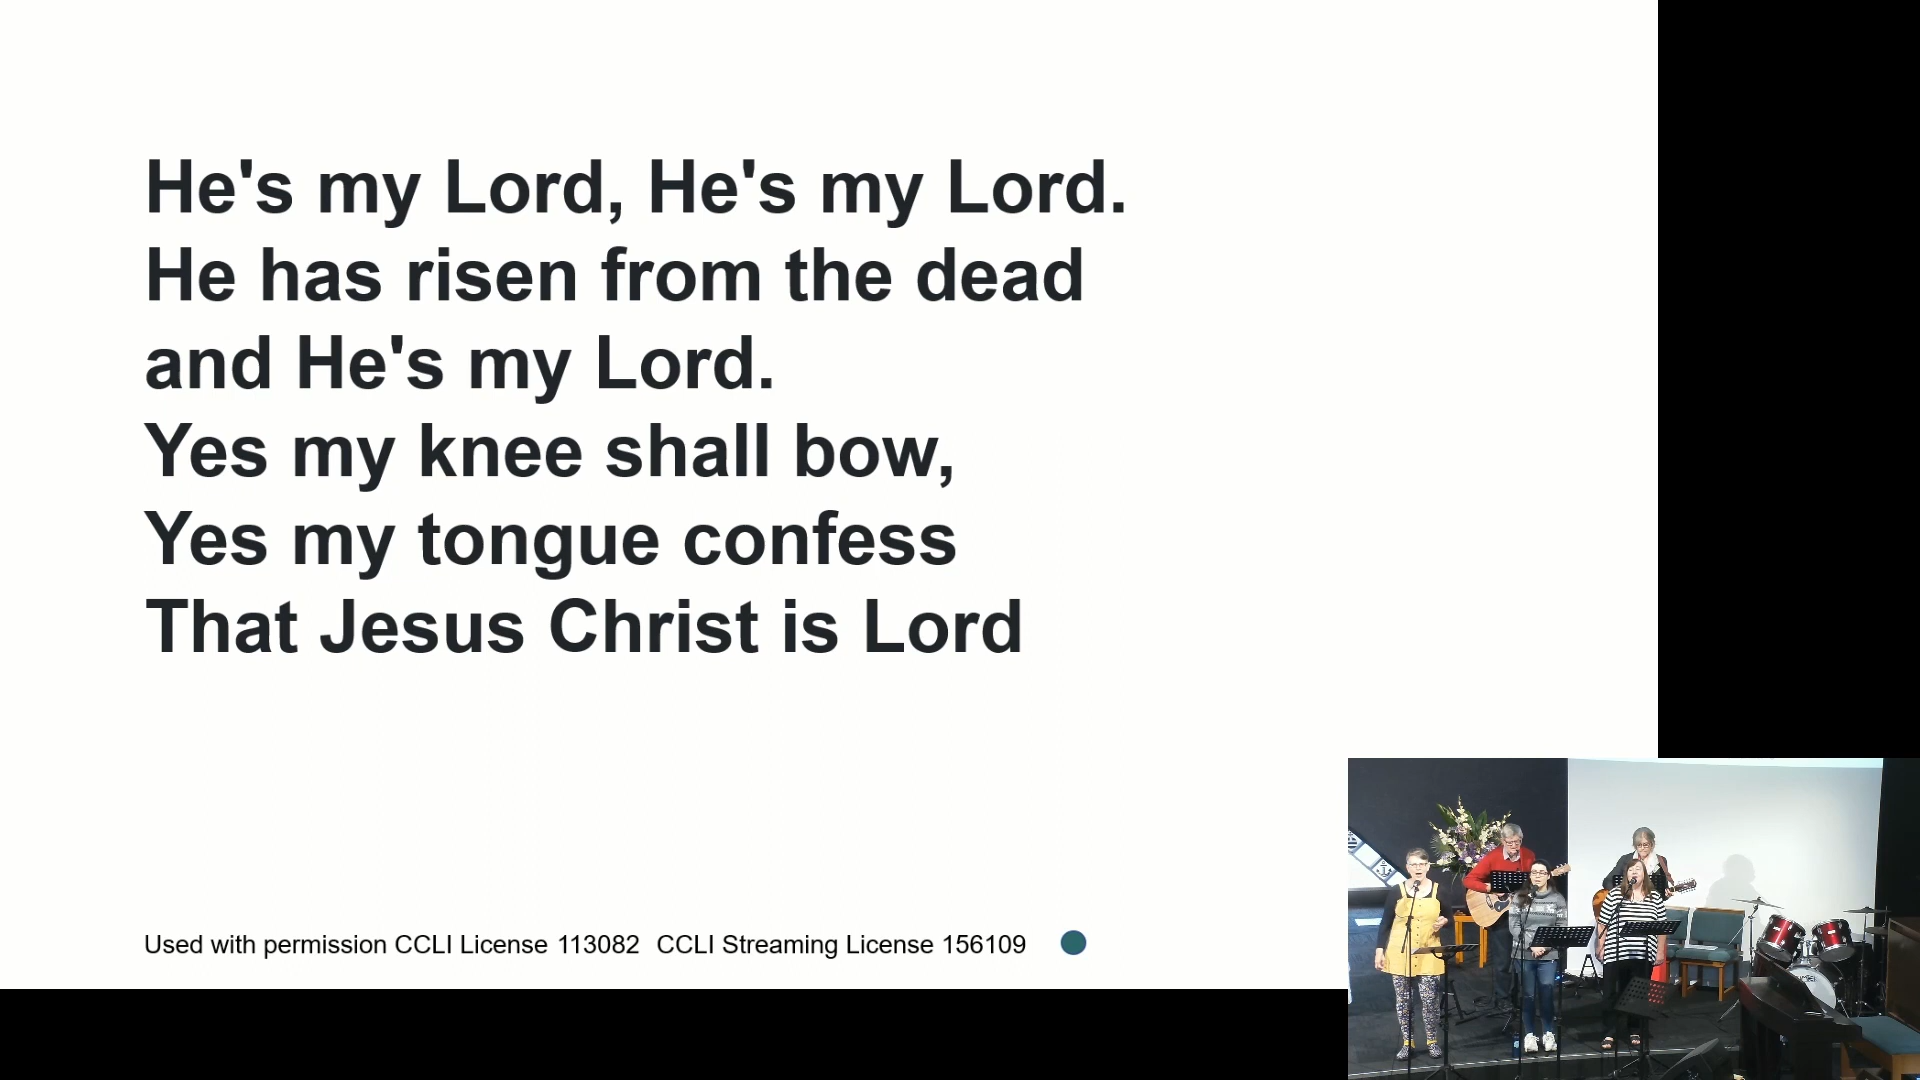 He's my Lord, He's my Lord.
He has risen from the dead
and He's my Lord.
Yes my knee shall bow,
Yes my tongue confess
That Jesus Christ is Lord
Used with permission CCLI License 113082  CCLI Streaming License 156109